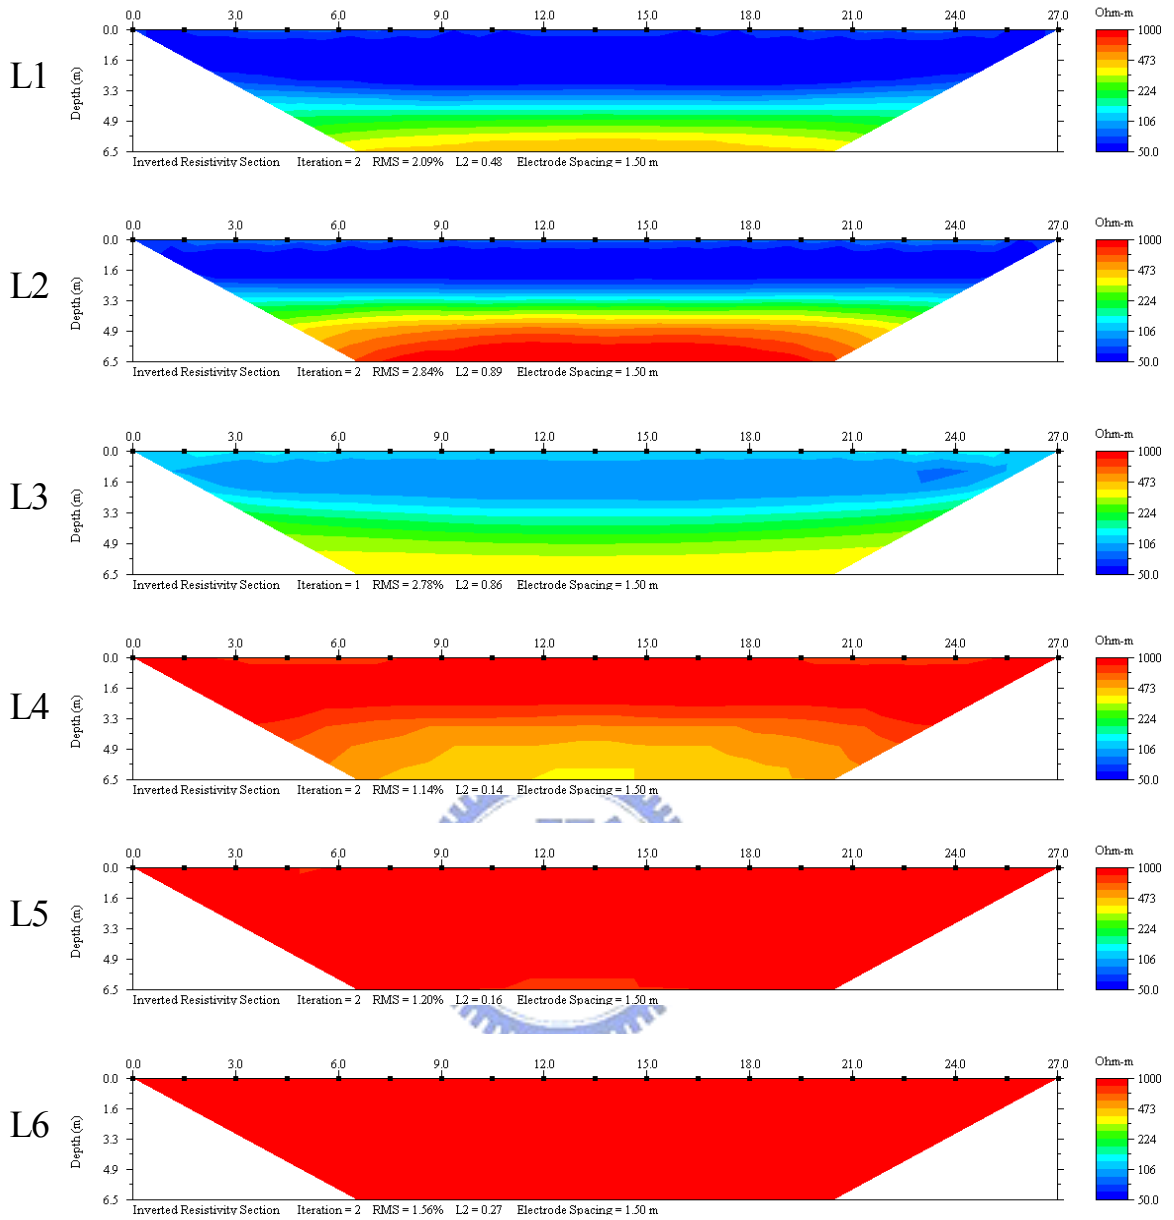 0.0 3.0 6.0 9.0 12.0 15.0 18.0 21.0 24.0 27.0 Ohm-m
L1
Depth (m)
0.0
1.6
3.3
4.9
6.5
1000
473
224
106
50.0
Inverted Resistivity Section Iteration = 2 RMS = 2.09% L2 = 0.48 Electrode Spacing = 1.50 m
0.0 3.0 6.0 9.0 12.0 15.0 18.0 21.0 24.0 27.0 Ohm-m
L2
Depth (m)
0.0
1.6
3.3
4.9
6.5
1000
473
224
106
50.0
Inverted Resistivity Section Iteration = 2 RMS = 2.84% L2 = 0.89 Electrode Spacing = 1.50 m
0.0 3.0 6.0 9.0 12.0 15.0 18.0 21.0 24.0 27.0 Ohm-m
L3
Depth (m)
0.0
1.6
3.3
4.9
6.5
1000
473
224
106
50.0
Inverted Resistivity Section Iteration = 1 RMS = 2.78% L2 = 0.86 Electrode Spacing = 1.50 m
0.0 3.0 6.0 9.0 12.0 15.0 18.0 21.0 24.0 27.0 Ohm-m
L4
Depth (m)
0.0
1.6
3.3
4.9
6.5
1000
473
224
106
50.0
Inverted Resistivity Section Iteration = 2 RMS = 1.14% L2 = 0.14 Electrode Spacing = 1.50 m
0.0 3.0 6.0 9.0 12.0 15.0 18.0 21.0 24.0 27.0 Ohm-m
L5
Depth (m)
0.0
1.6
3.3
4.9
6.5
1000
473
224
106
50.0
Inverted Resistivity Section Iteration = 2 RMS = 1.20% L2 = 0.16 Electrode Spacing = 1.50 m
0.0 3.0 6.0 9.0 12.0 15.0 18.0 21.0 24.0 27.0 Ohm-m
L6
Depth (m)
0.0
1.6
3.3
4.9
6.5
1000
473
224
106
50.0
Inverted Resistivity Section Iteration = 2 RMS = 1.56% L2 = 0.27 Electrode Spacing = 1.50 m